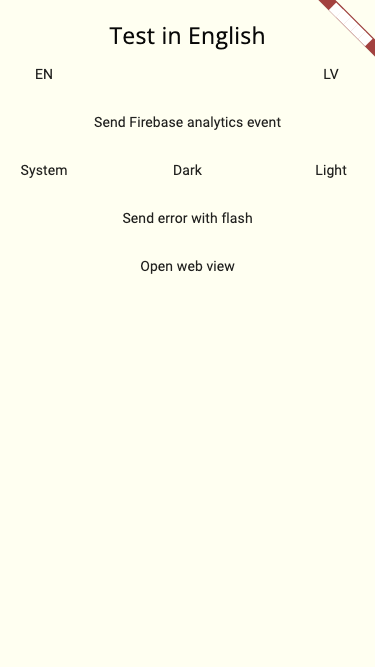 Test in English
EN LV
Send Firebase analytics event
System Dark Light
Send error with flash
Open web view